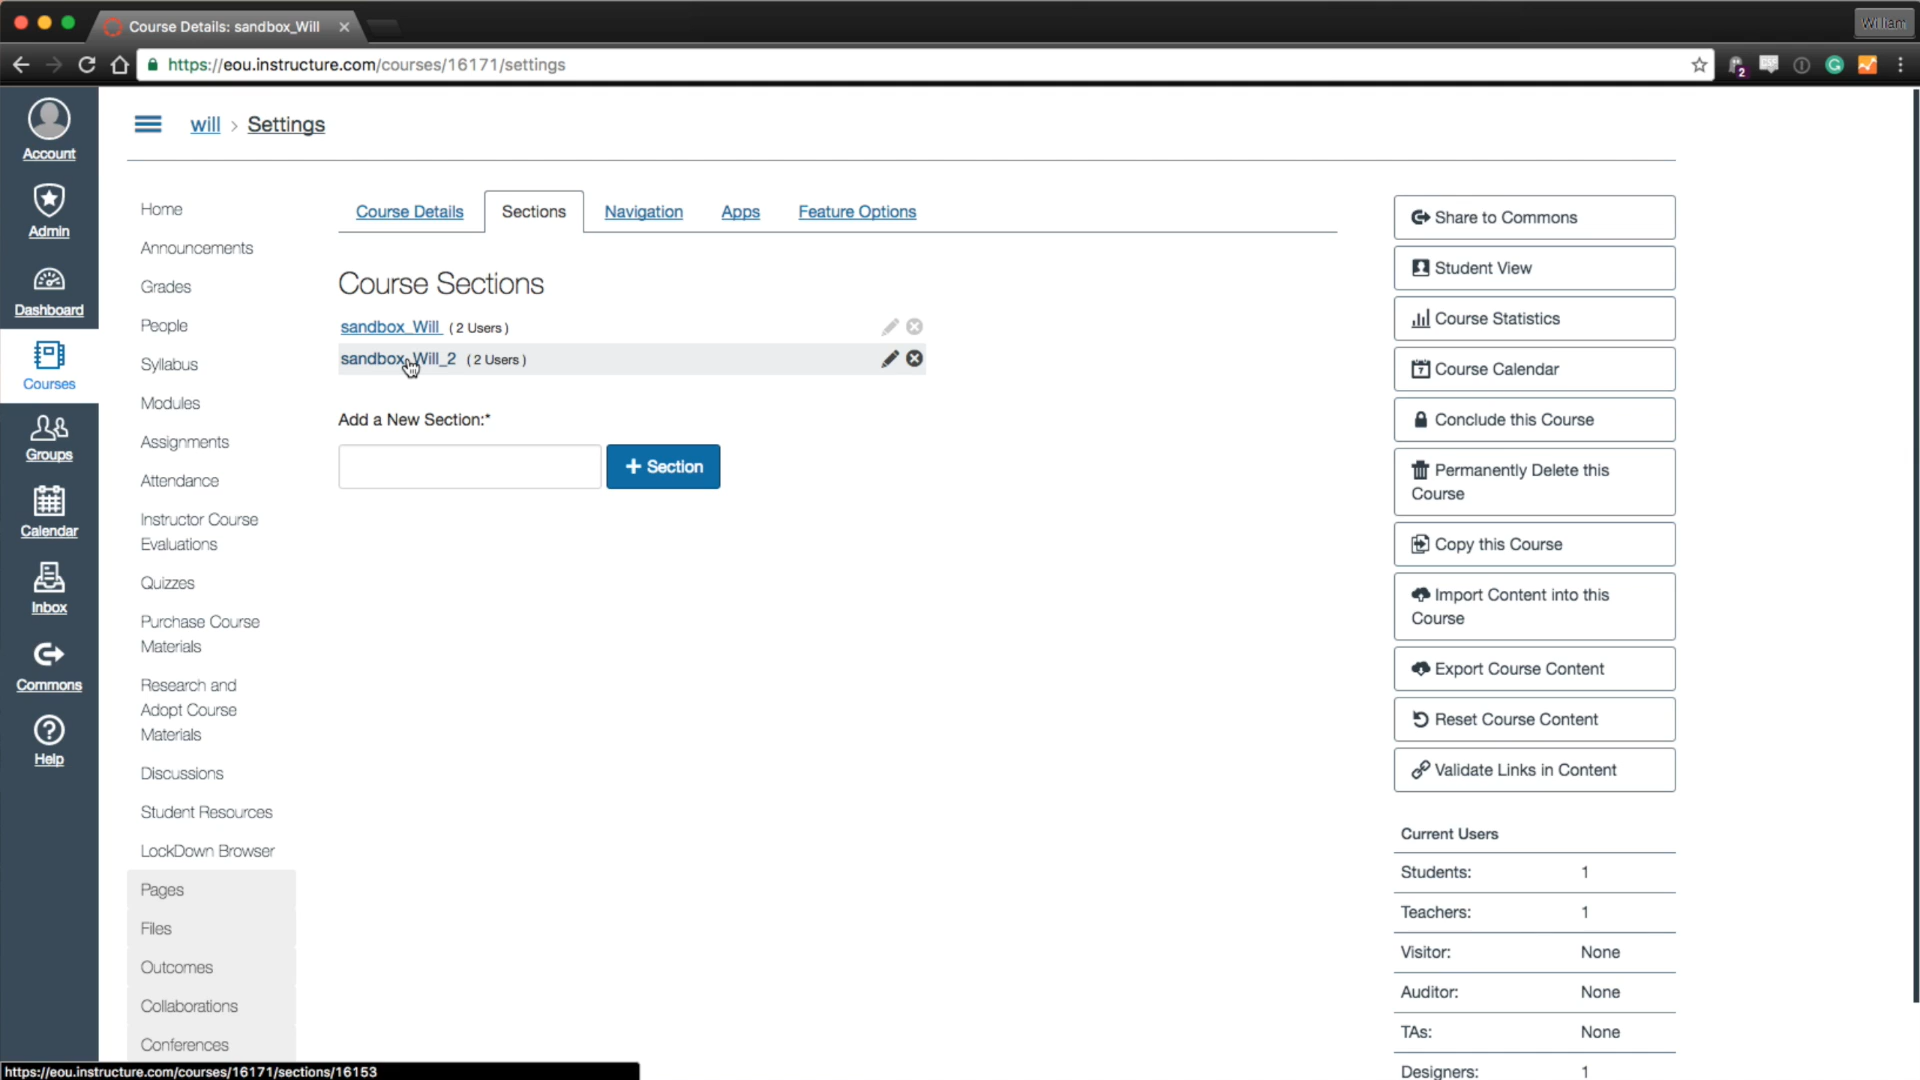 Course Details: sandbox_Will
William
https://eou.instructure.com/courses/16171/settings
2
Account
Admin
Dashboard
Courses
Groups
Calendar
Inbox
Commons
Help
will > Settings
Home
Announcements
Grades
People
Syllabus
Modules
Assignments
Attendance
Instructor Course
Evaluations
Quizzes
Purchase Course
Materials
Research and
Adopt Course
Materials
Discussions
Student Resources
LockDown Browser
Pages
Files
Outcomes
Collaborations
Conferences
Course Details
Sections
Navigation
Apps
Feature Options
Course Sections
sandbox_Will ( 2 Users )
sandbox_Will_2 ( 2 Users )
Add a New Section:*
+ Section
Share to Commons
Student View
Course Statistics
7
Course Calendar
Conclude this Course
Permanently Delete this
Course
Copy this Course
Import Content into this
Course
Export Course Content
Reset Course Content
Validate Links in Content
Current Users
Students: 1
Teachers: 1
Visitor: None
Auditor: None
TAs: None
Designers: 1
https://eou.instructure.com/courses/16171/sections/16153